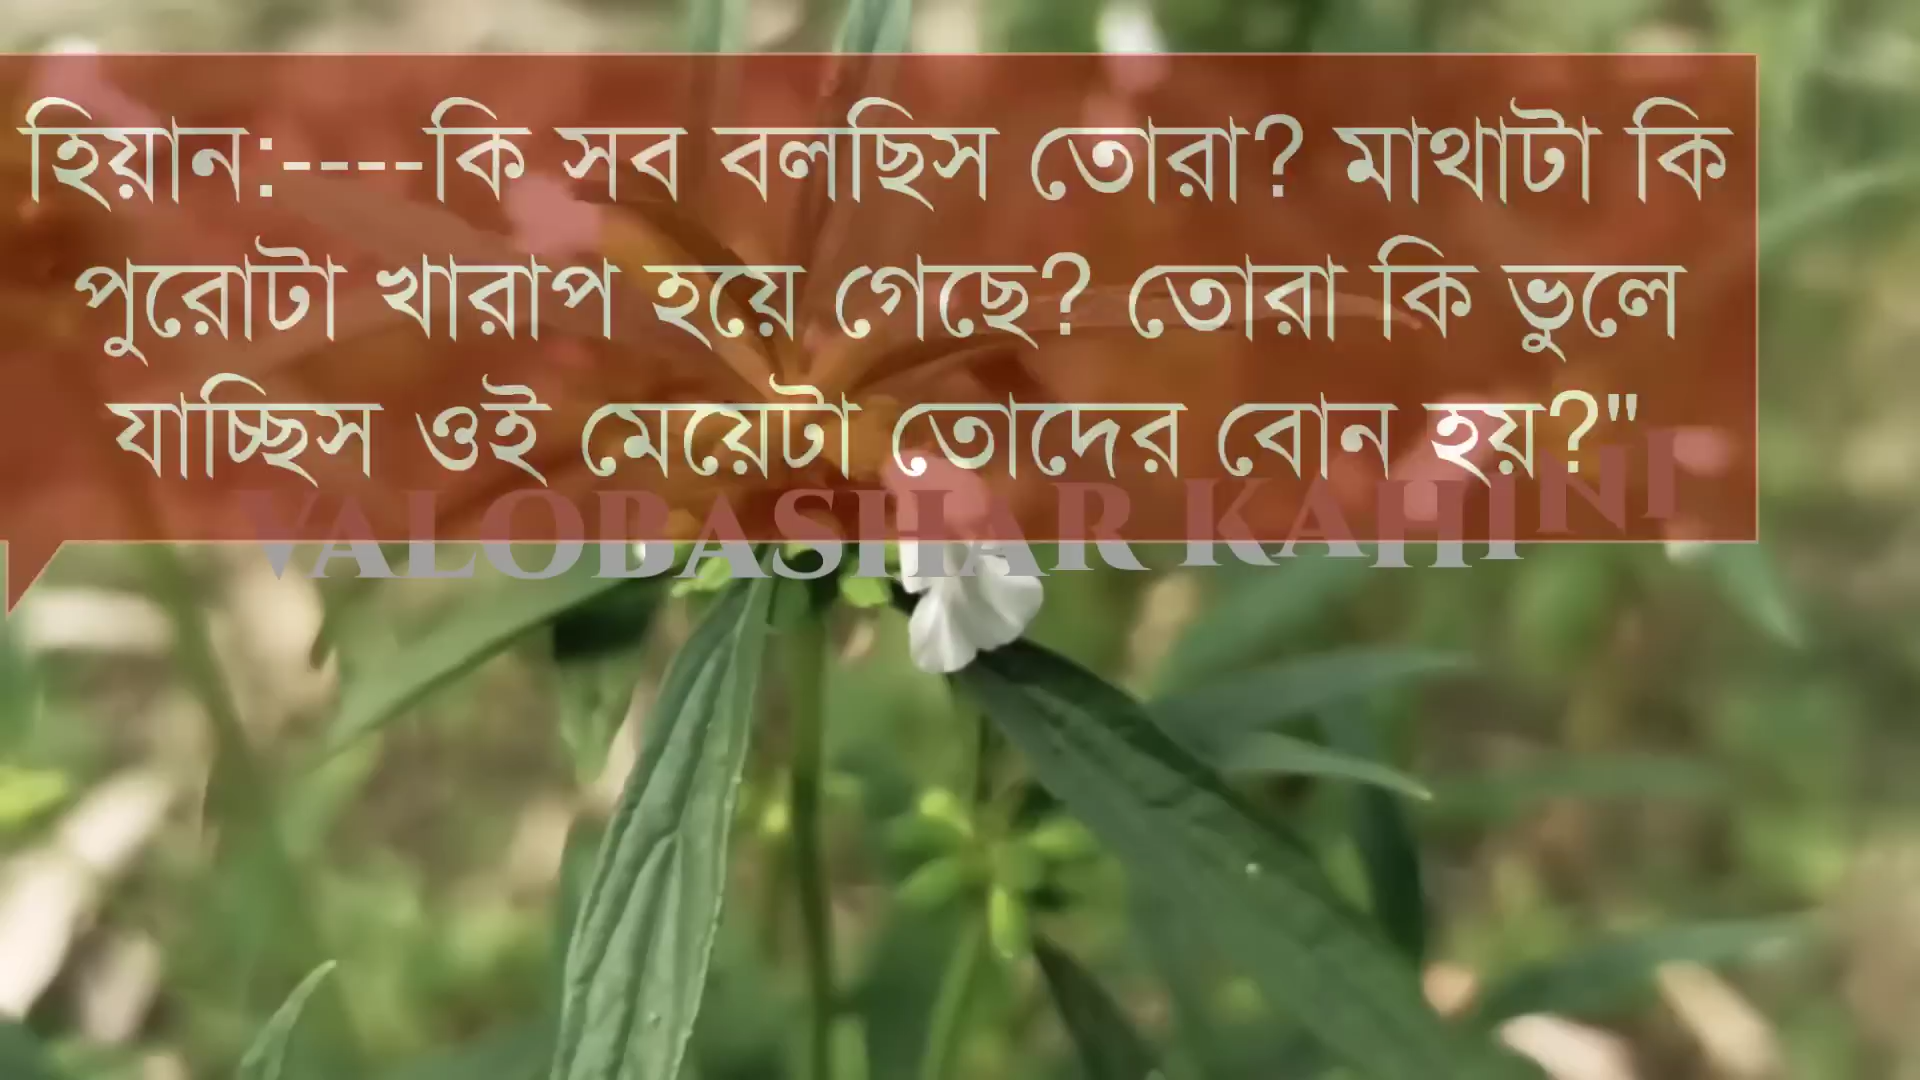 হিয়ান:----কি সব বলছিস তোরা? মাথাটা কি
পুরোটা খারাপ হয়ে গেছে? তোরা কি ভুলে
যাচ্ছিস ওই মেয়েটা তোদের বোন হয়?"
VALOBASHAR KAHINI